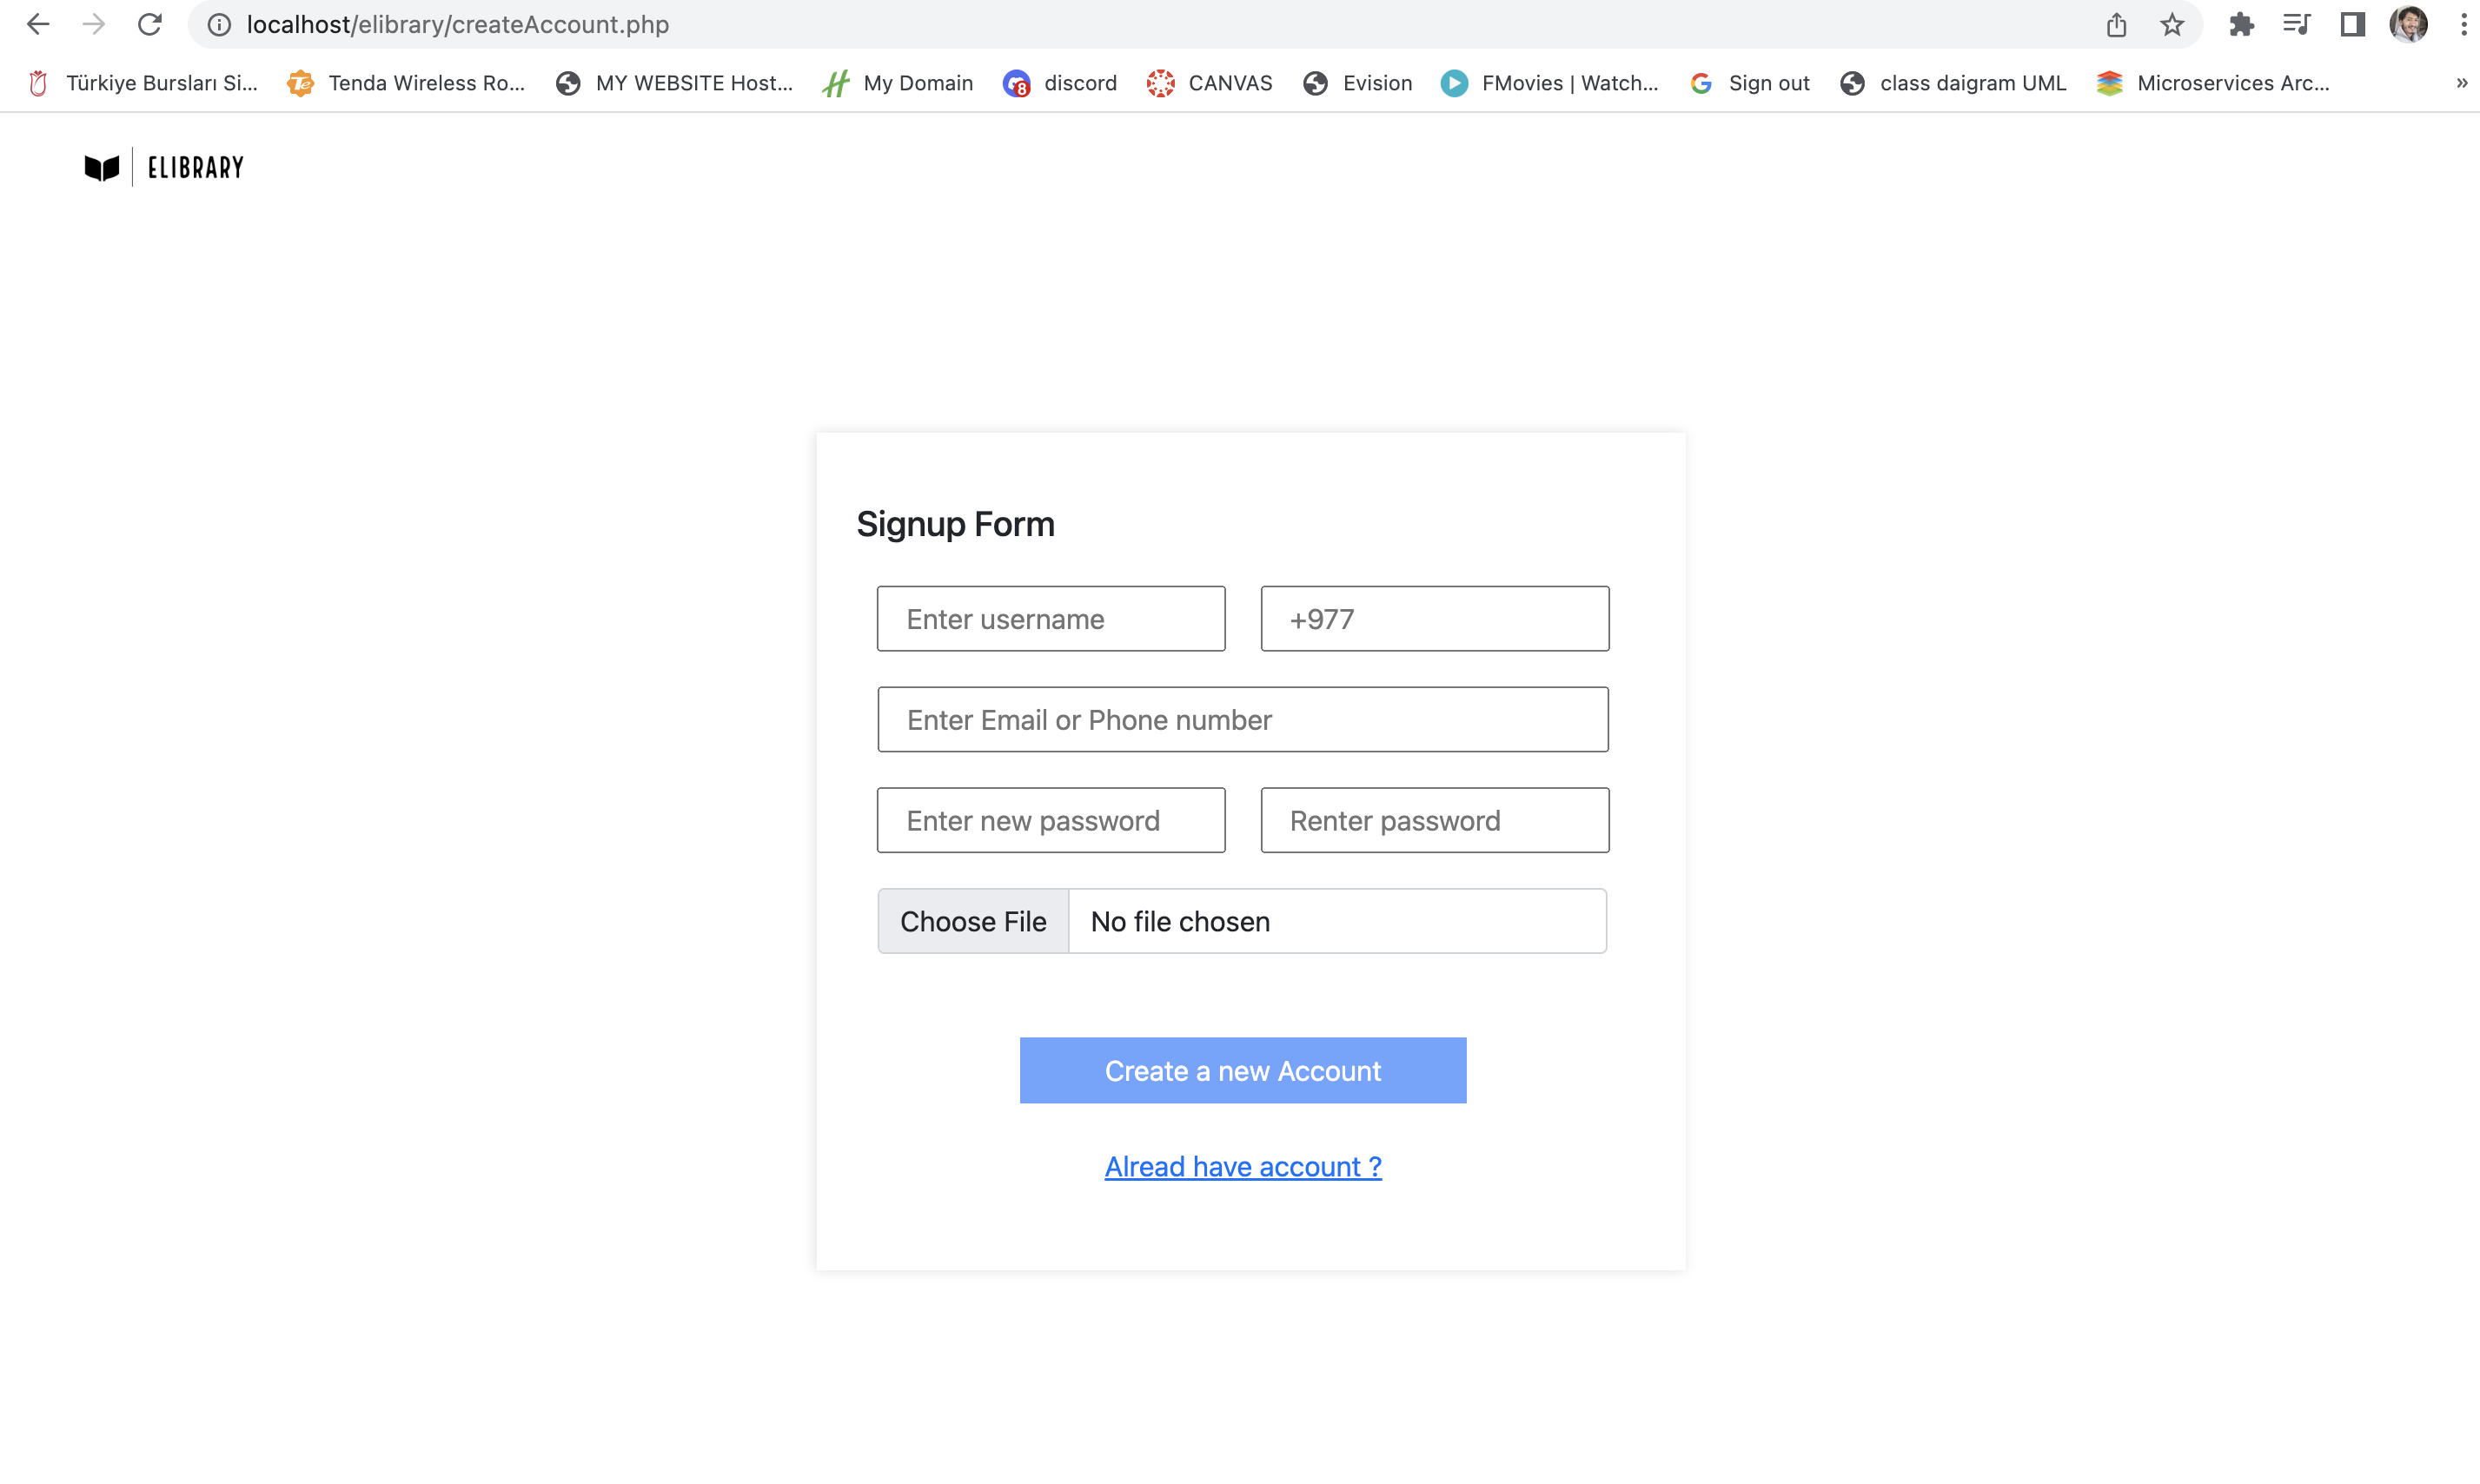 localhost/elibrary/createAccount.php
Türkiye Bursları Si... Tenda Wireless Ro... MY WEBSITE Host... My Domain discord CANVAS Evision FMovies | Watch... Sign out class daigram UML Microservices Arc... »
ELIBRARY
Signup Form
Enter username +977
Enter Email or Phone number
Enter new password Renter password
Choose File No file chosen
Create a new Account
Alread have account ?